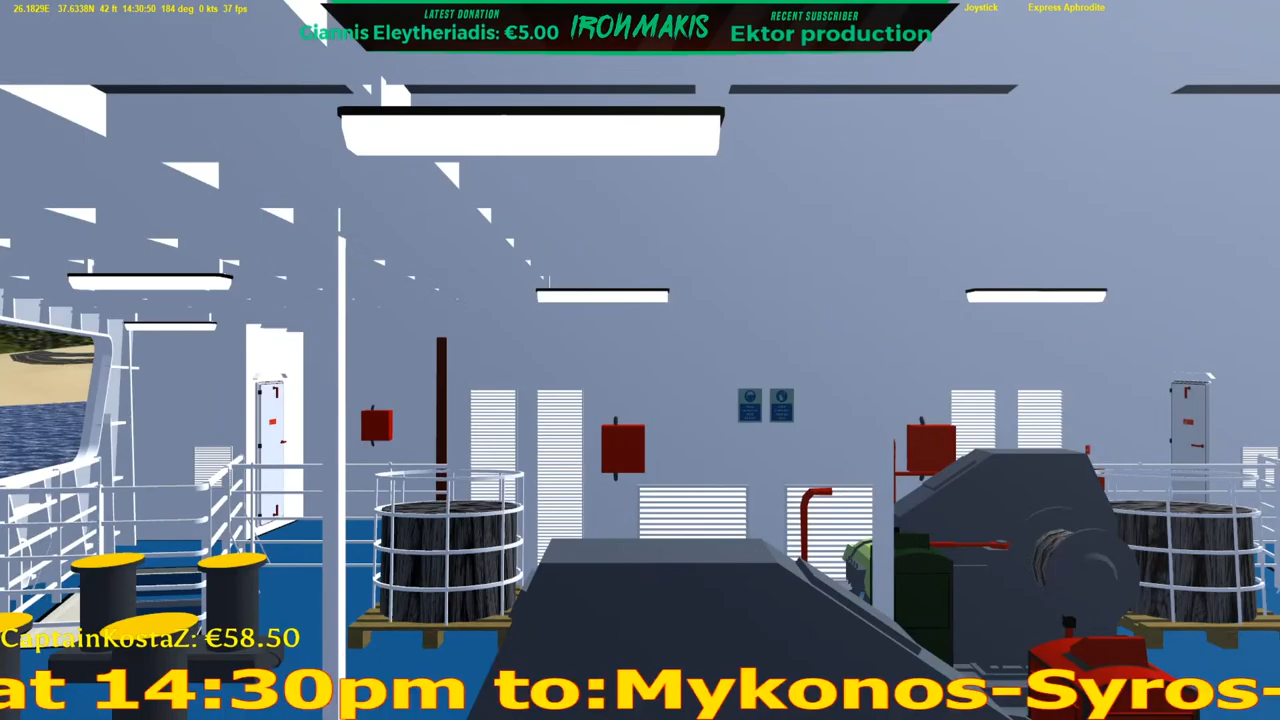 26.1829E 37.6338N 42 ft 14:30:50 184 deg 0 kts 37 fps
Joystick
Express Aphrodite
LATEST DONATION
Giannis Eleytheriadis: €5.00
IRONMAKIS
RECENT SUBSCRIBER
Ektor production
CaptainKostaZ: €58.50
at 14:30pm to:Mykonos-Syros-